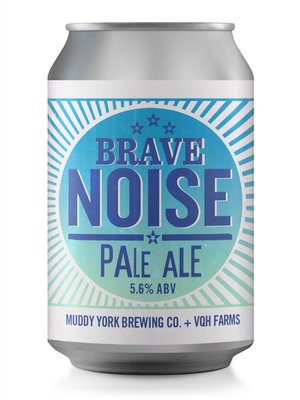 BRAVE
NOISE
PALE ALE
5.6% ABV
MUDDY YORK BREWING CO. + VQH FARMS